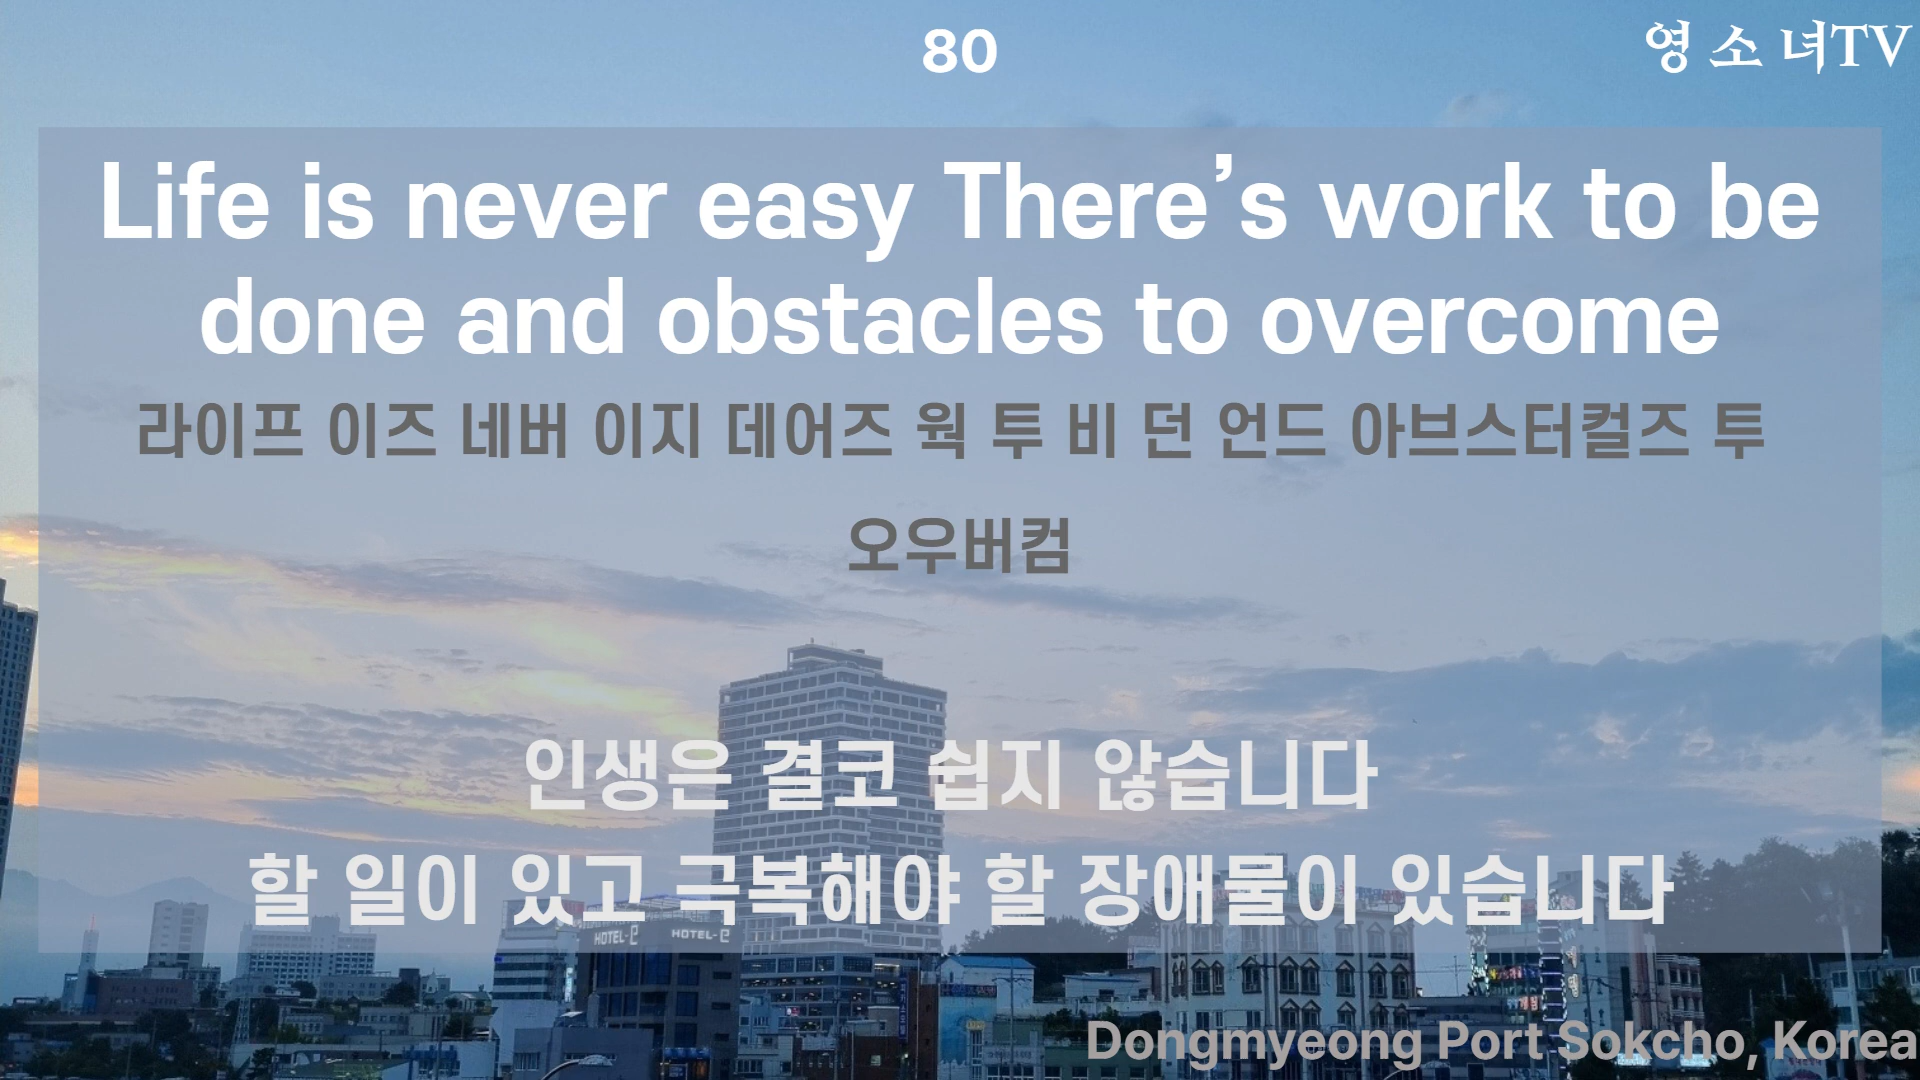 80
영소녀TV
Life is never easy There’s work to be
done and obstacles to overcome
라이프 이즈 네버 이지 데어즈 웍 투 비 던 언드 아브스터컬즈 투
오우버컴
인생은 결코 쉽지 않습니다
할 일이 있고 극복해야 할 장애물이 있습니다
HOTEL-e HOTEL-e
Dongmyeong Port Sokcho, Korea